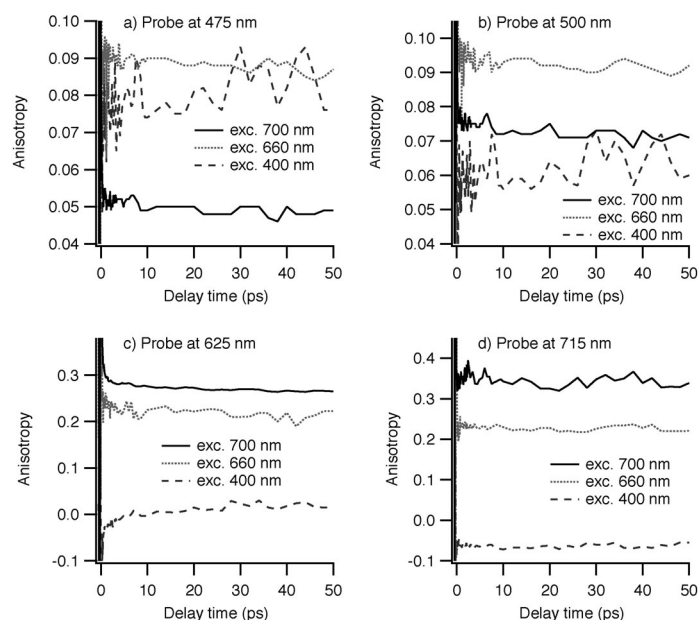 a) Probe at 475 nm
0.10
0.09
0.08
0.07
0.06
0.05
0.04
Anisotropy
exc. 700 nm
exc. 660 nm
exc. 400 nm
0 10 20 30 40 50
Delay time (ps)
b) Probe at 500 nm
0.10
0.09
0.08
0.07
0.06
0.05
0.04
Anisotropy
exc. 700 nm
exc. 660 nm
exc. 400 nm
0 10 20 30 40 50
Delay time (ps)
c) Probe at 625 nm
0.3
0.2
0.1
0.0
-0.1
Anisotropy
exc. 700 nm
exc. 660 nm
exc. 400 nm
0 10 20 30 40 50
Delay time (ps)
d) Probe at 715 nm
0.4
0.3
0.2
0.1
0.0
-0.1
Anisotropy
exc. 700 nm
exc. 660 nm
exc. 400 nm
0 10 20 30 40 50
Delay time (ps)